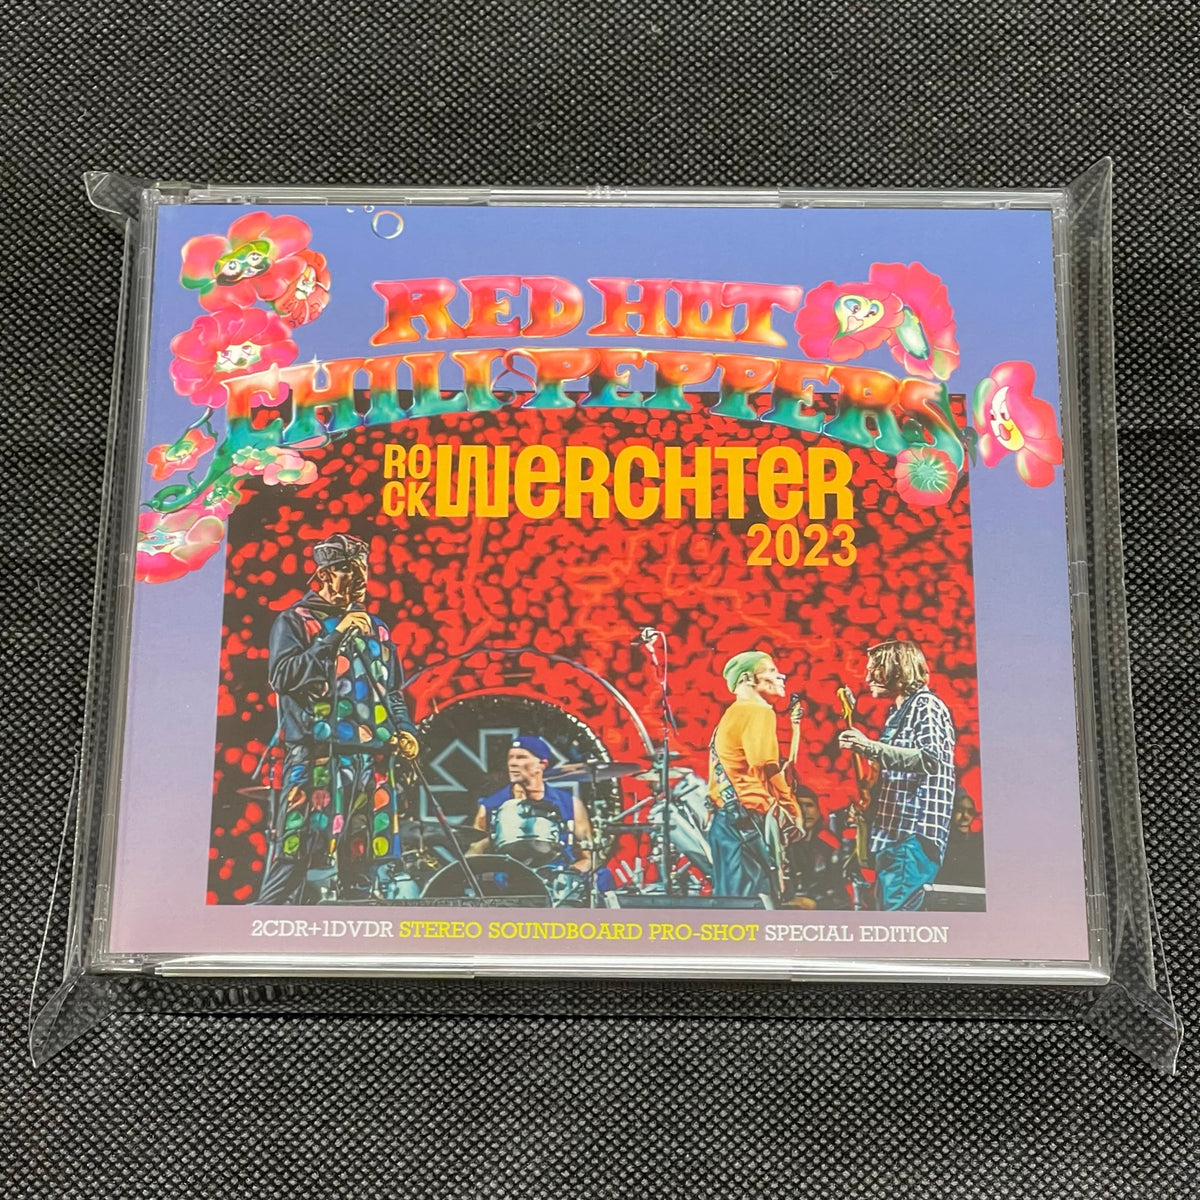 RED HOT
CHILI PEPPERS
ROCK WERCHTER
2023
2CDR+1DVDR STEREO SOUNDBOARD PRO-SHOT SPECIAL EDITION